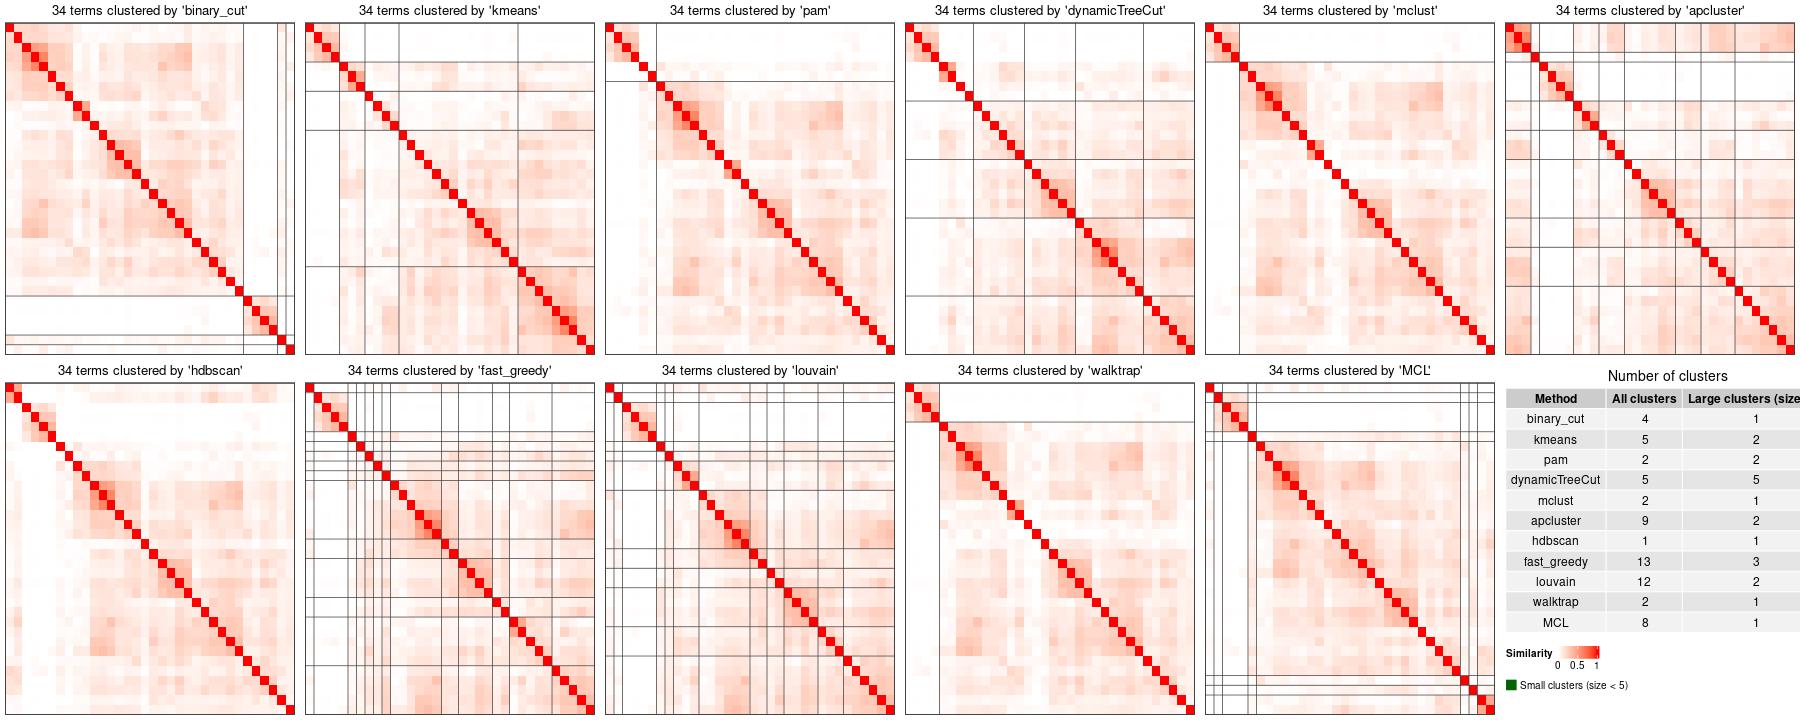 34 terms clustered by 'binary_cut'
34 terms clustered by 'kmeans'
34 terms clustered by 'pam'
34 terms clustered by 'dynamicTreeCut'
34 terms clustered by 'mclust'
34 terms clustered by 'apcluster'
34 terms clustered by 'hdbscan'
34 terms clustered by 'fast_greedy'
34 terms clustered by 'louvain'
34 terms clustered by 'walktrap'
34 terms clustered by 'MCL'
Number of clusters
Method All clusters Large clusters (size
binary_cut 4 1
kmeans 5 2
pam 2 2
dynamicTreeCut 5 5
mclust 2 1
apcluster 9 2
hdbscan 1 1
fast_greedy 13 3
louvain 12 2
walktrap 2 1
MCL 8 1
Similarity
0 0.5 1
Small clusters (size < 5)